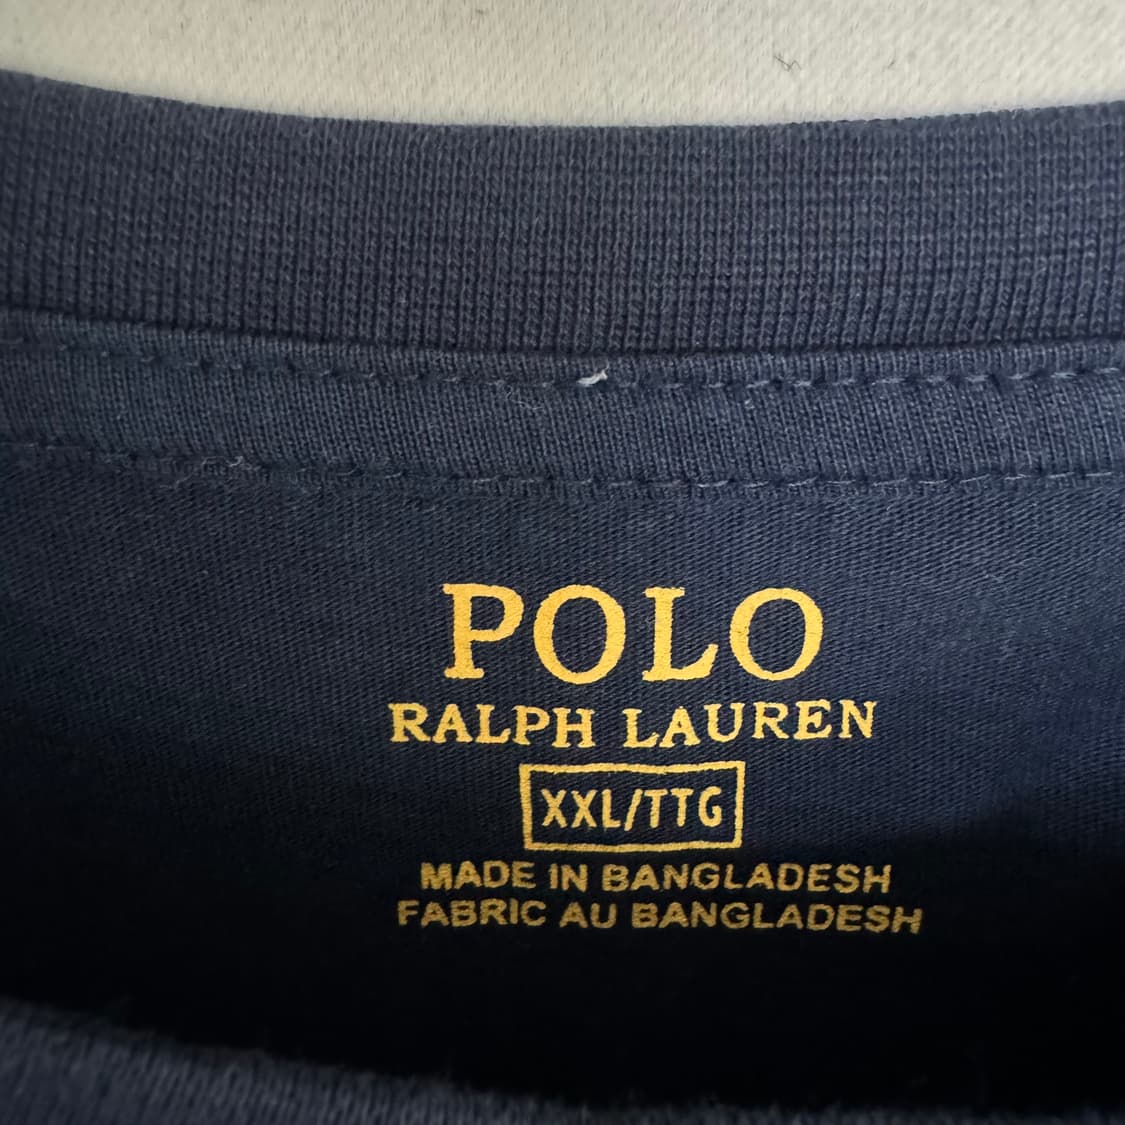 POLO
RALPH LAUREN
XXL/TTG
MADE IN BANGLADESH
FABRIC AU BANGLADESH